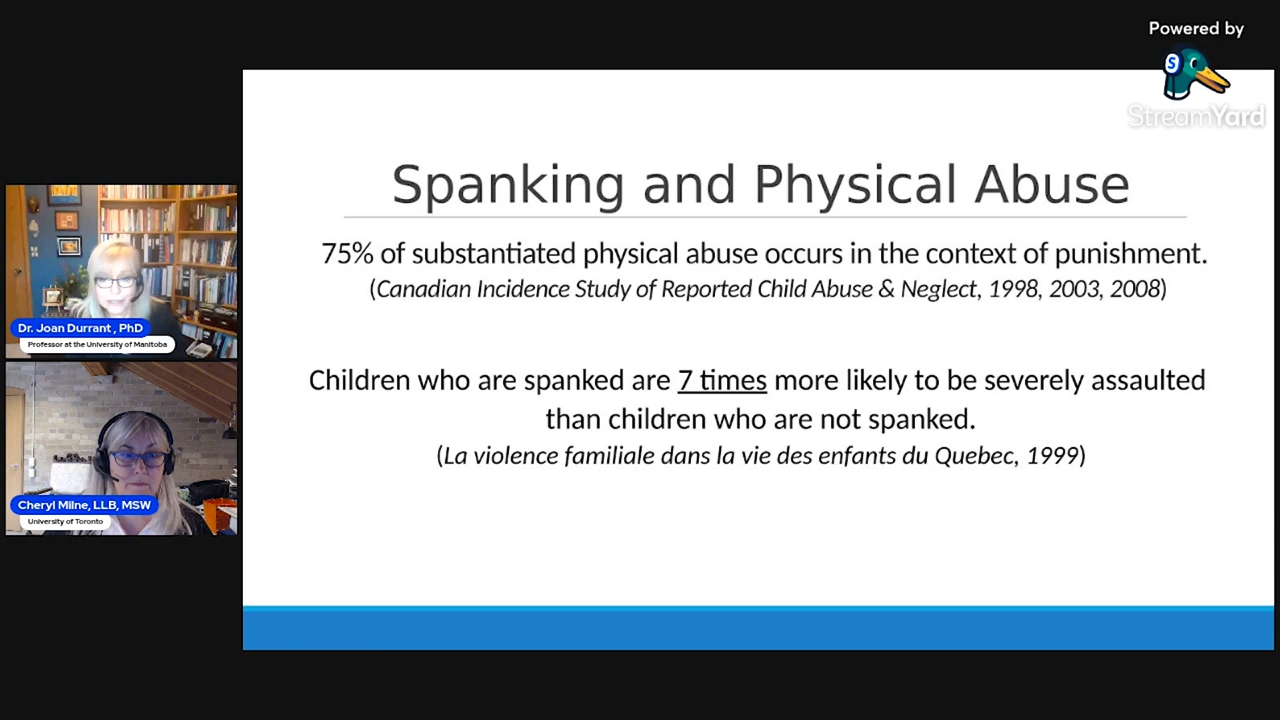 Powered by
StreamYard
Spanking and Physical Abuse
75% of substantiated physical abuse occurs in the context of punishment.
(Canadian Incidence Study of Reported Child Abuse & Neglect, 1998, 2003, 2008)
Children who are spanked are 7 times more likely to be severely assaulted
than children who are not spanked.
(La violence familiale dans la vie des enfants du Quebec, 1999)
Dr. Joan Durrant , PhD
Professor at the University of Manitoba
Cheryl Milne, LLB, MSW
University of Toronto